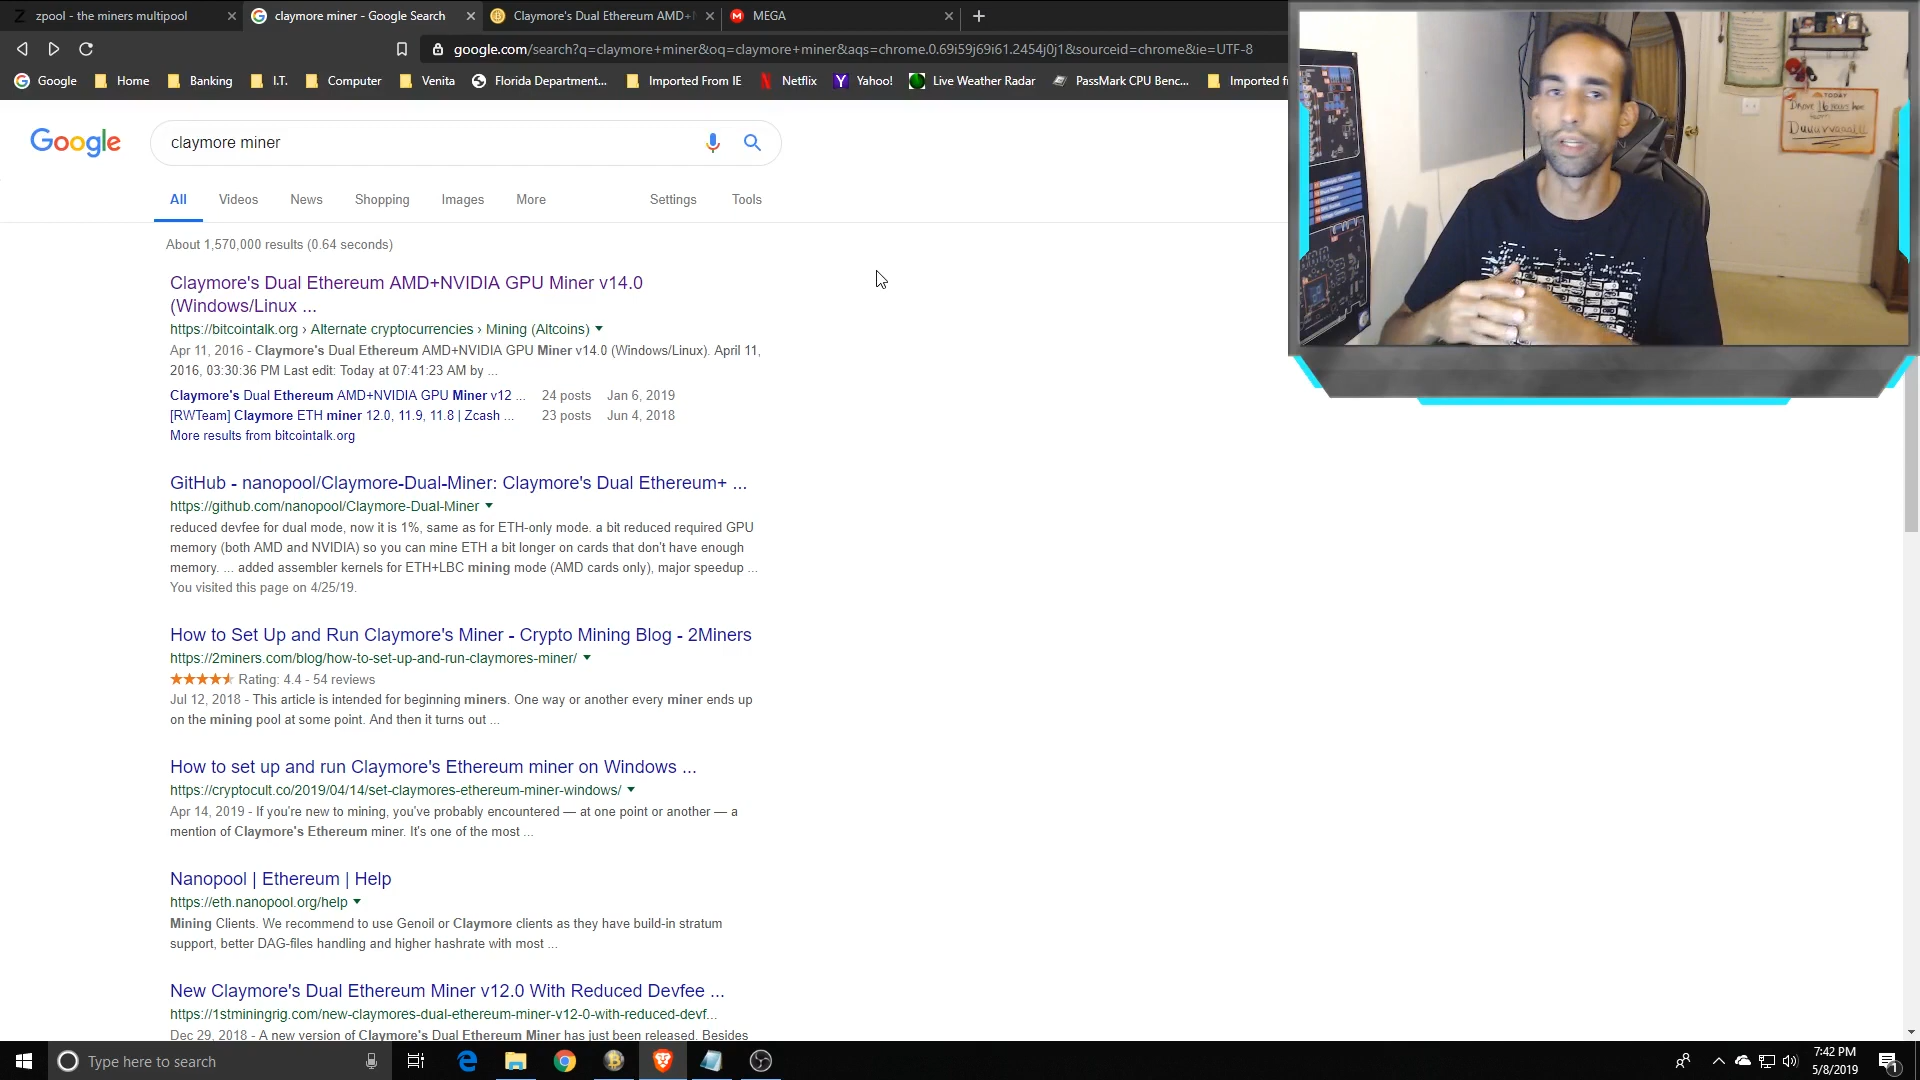 zpool - the miners multipool
claymore miner - Google Search
Claymore's Dual Ethereum AMD+
MEGA
google.com/search?q=claymore+miner&oq=claymore+miner&aqs=chrome.0.69i59j69i61.2454j0j1&sourceid=chrome&ie=UTF-8
Google Home Banking I.T. Computer Venita Florida Department... Imported From IE Netflix Yahoo! Live Weather Radar PassMark CPU Benc... Imported fr
Google
claymore miner
All Videos News Shopping Images More Settings Tools
About 1,570,000 results (0.64 seconds)
Claymore's Dual Ethereum AMD+NVIDIA GPU Miner v14.0
(Windows/Linux ...
https://bitcointalk.org › Alternate cryptocurrencies › Mining (Altcoins)
Apr 11, 2016 - Claymore's Dual Ethereum AMD+NVIDIA GPU Miner v14.0 (Windows/Linux). April 11,
2016, 03:30:36 PM Last edit: Today at 07:41:23 AM by ...
Claymore's Dual Ethereum AMD+NVIDIA GPU Miner v12 ... 24 posts Jan 6, 2019
[RWTeam] Claymore ETH miner 12.0, 11.9, 11.8 | Zcash ... 23 posts Jun 4, 2018
More results from bitcointalk.org
GitHub - nanopool/Claymore-Dual-Miner: Claymore's Dual Ethereum+ ...
https://github.com/nanopool/Claymore-Dual-Miner
reduced devfee for dual mode, now it is 1%, same as for ETH-only mode. a bit reduced required GPU
memory (both AMD and NVIDIA) so you can mine ETH a bit longer on cards that don't have enough
memory. ... added assembler kernels for ETH+LBC mining mode (AMD cards only), major speedup ...
You visited this page on 4/25/19.
How to Set Up and Run Claymore's Miner - Crypto Mining Blog - 2Miners
https://2miners.com/blog/how-to-set-up-and-run-claymores-miner/
Rating: 4.4 - 54 reviews
Jul 12, 2018 - This article is intended for beginning miners. One way or another every miner ends up
on the mining pool at some point. And then it turns out ...
How to set up and run Claymore's Ethereum miner on Windows ...
https://cryptocult.co/2019/04/14/set-claymores-ethereum-miner-windows/
Apr 14, 2019 - If you're new to mining, you've probably encountered — at one point or another — a
mention of Claymore's Ethereum miner. It's one of the most ...
Nanopool | Ethereum | Help
https://eth.nanopool.org/help
Mining Clients. We recommend to use Genoil or Claymore clients as they have build-in stratum
support, better DAG-files handling and higher hashrate with most ...
New Claymore's Dual Ethereum Miner v12.0 With Reduced Devfee ...
https://1stminingrig.com/new-claymores-dual-ethereum-miner-v12-0-with-reduced-devf...
Dec 29, 2018 - A new version of Claymore's Dual Ethereum Miner has just been released. Besides
TODAY
Type here to search
7:42 PM
5/8/2019
1